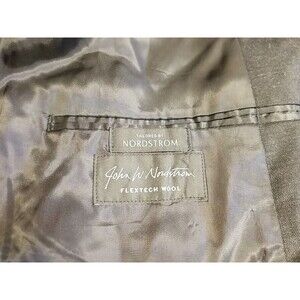 TAILORED BY
NORDSTROM
John W. Nordstrom
FLEXTECH WOOL